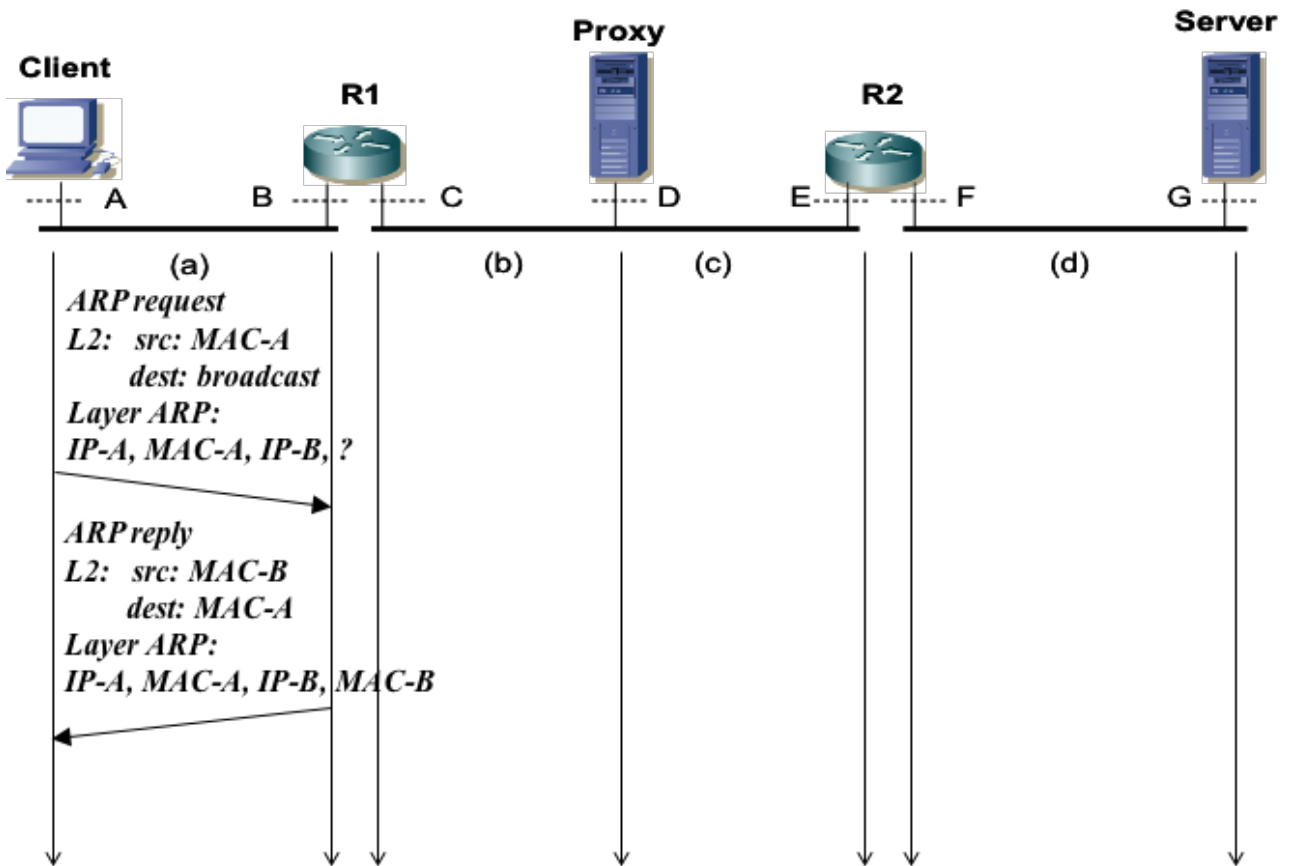 Proxy
Server
Client
R1
R2
A
B
C
D
E
F
G
(a)
(b)
(c)
(d)
ARP request
L2: src: MAC-A
dest: broadcast
Layer ARP:
IP-A, MAC-A, IP-B, ?
ARP reply
L2: src: MAC-B
dest: MAC-A
Layer ARP:
IP-A, MAC-A, IP-B, MAC-B